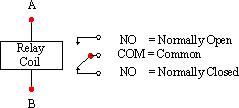 A
Relay
Coil
B
NO = Normally Open
COM = Common
NO = Normally Closed